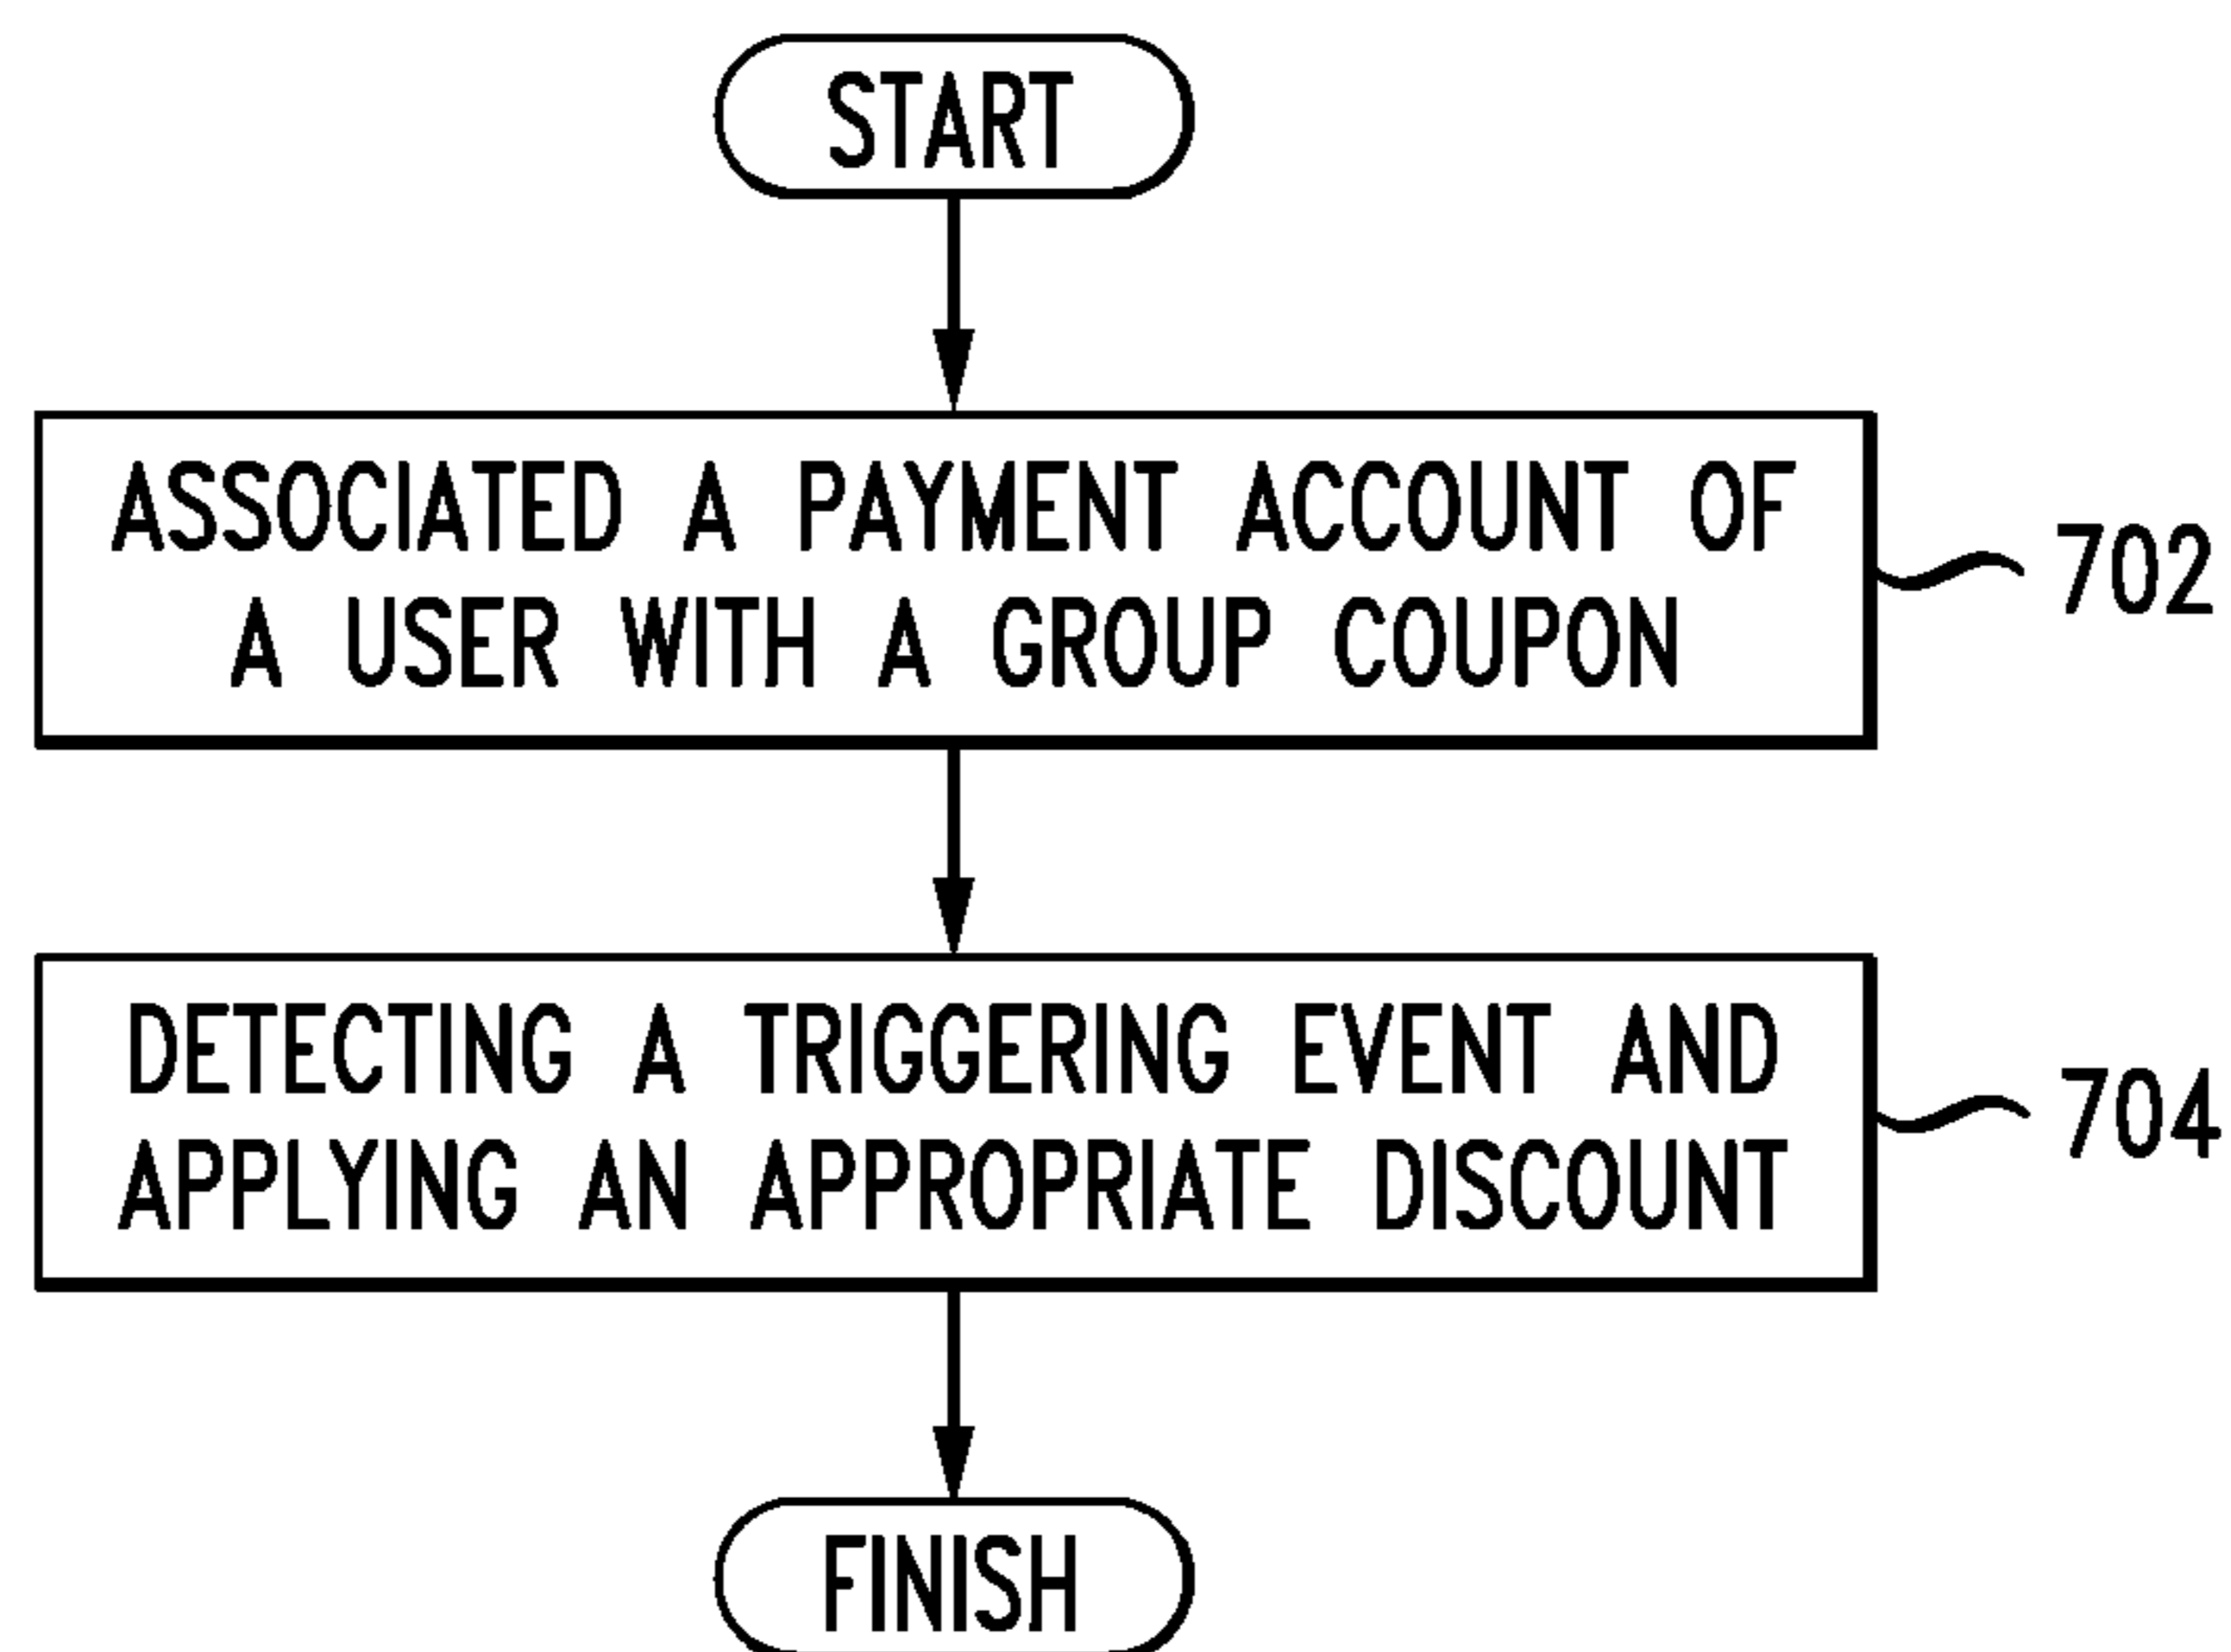 START
ASSOCIATED A PAYMENT ACCOUNT OF
A USER WITH A GROUP COUPON
702
DETECTING A TRIGGERING EVENT AND
APPLYING AN APPROPRIATE DISCOUNT
704
FINISH